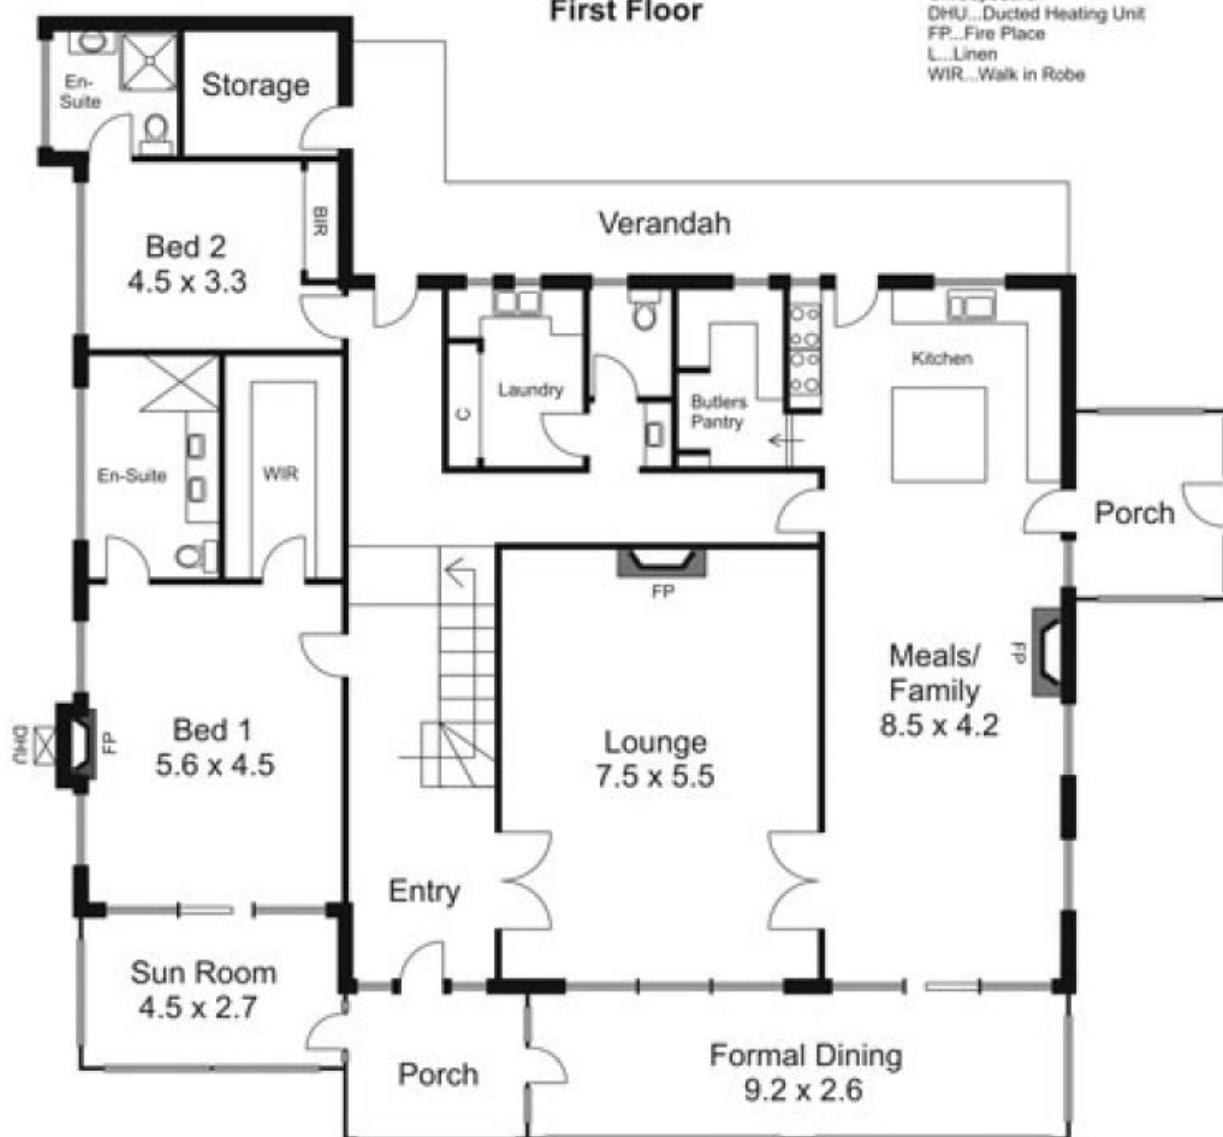 First Floor
DHU...Ducted Heating Unit
FP...Fire Place
L...Linen
WIR...Walk in Robe
En-
Suite
Storage
BIR
Verandah
Bed 2
4.5 x 3.3
Laundry
C
Butlers
Pantry
Kitchen
En-Suite
WIR
Porch
FP
Meals/
Family
8.5 x 4.2
FP
Bed 1
5.6 x 4.5
FP
DHU
Lounge
7.5 x 5.5
Entry
Sun Room
4.5 x 2.7
Porch
Formal Dining
9.2 x 2.6